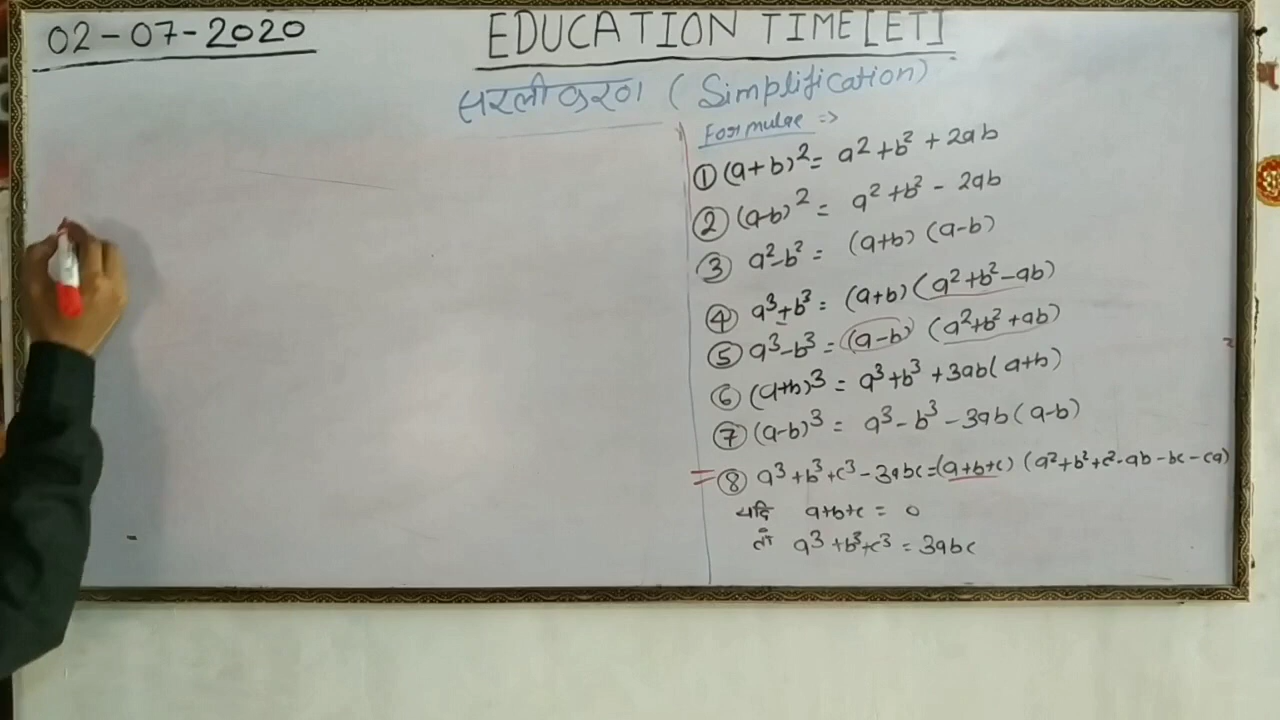 02-07-2020
EDUCATION TIME[ET]
सरलीकरण (Simplification)
Formulae =>
① (a+b)² = a²+b²+2ab
② (a-b)² = a²+b²-2ab
③ a²-b² = (a+b) (a-b)
④ a³+b³ = (a+b) (a²+b²-ab)
⑤ a³-b³ = (a-b) (a²+b²+ab)
⑥ (a+b)³ = a³+b³+3ab(a+b)
⑦ (a-b)³ = a³-b³-3ab(a-b)
= ⑧ a³+b³+c³-3abc=(a+b+c) (a²+b²+c²-ab-bc-ca)
यदि a+b+c = 0
तो a³+b³+c³ = 3abc